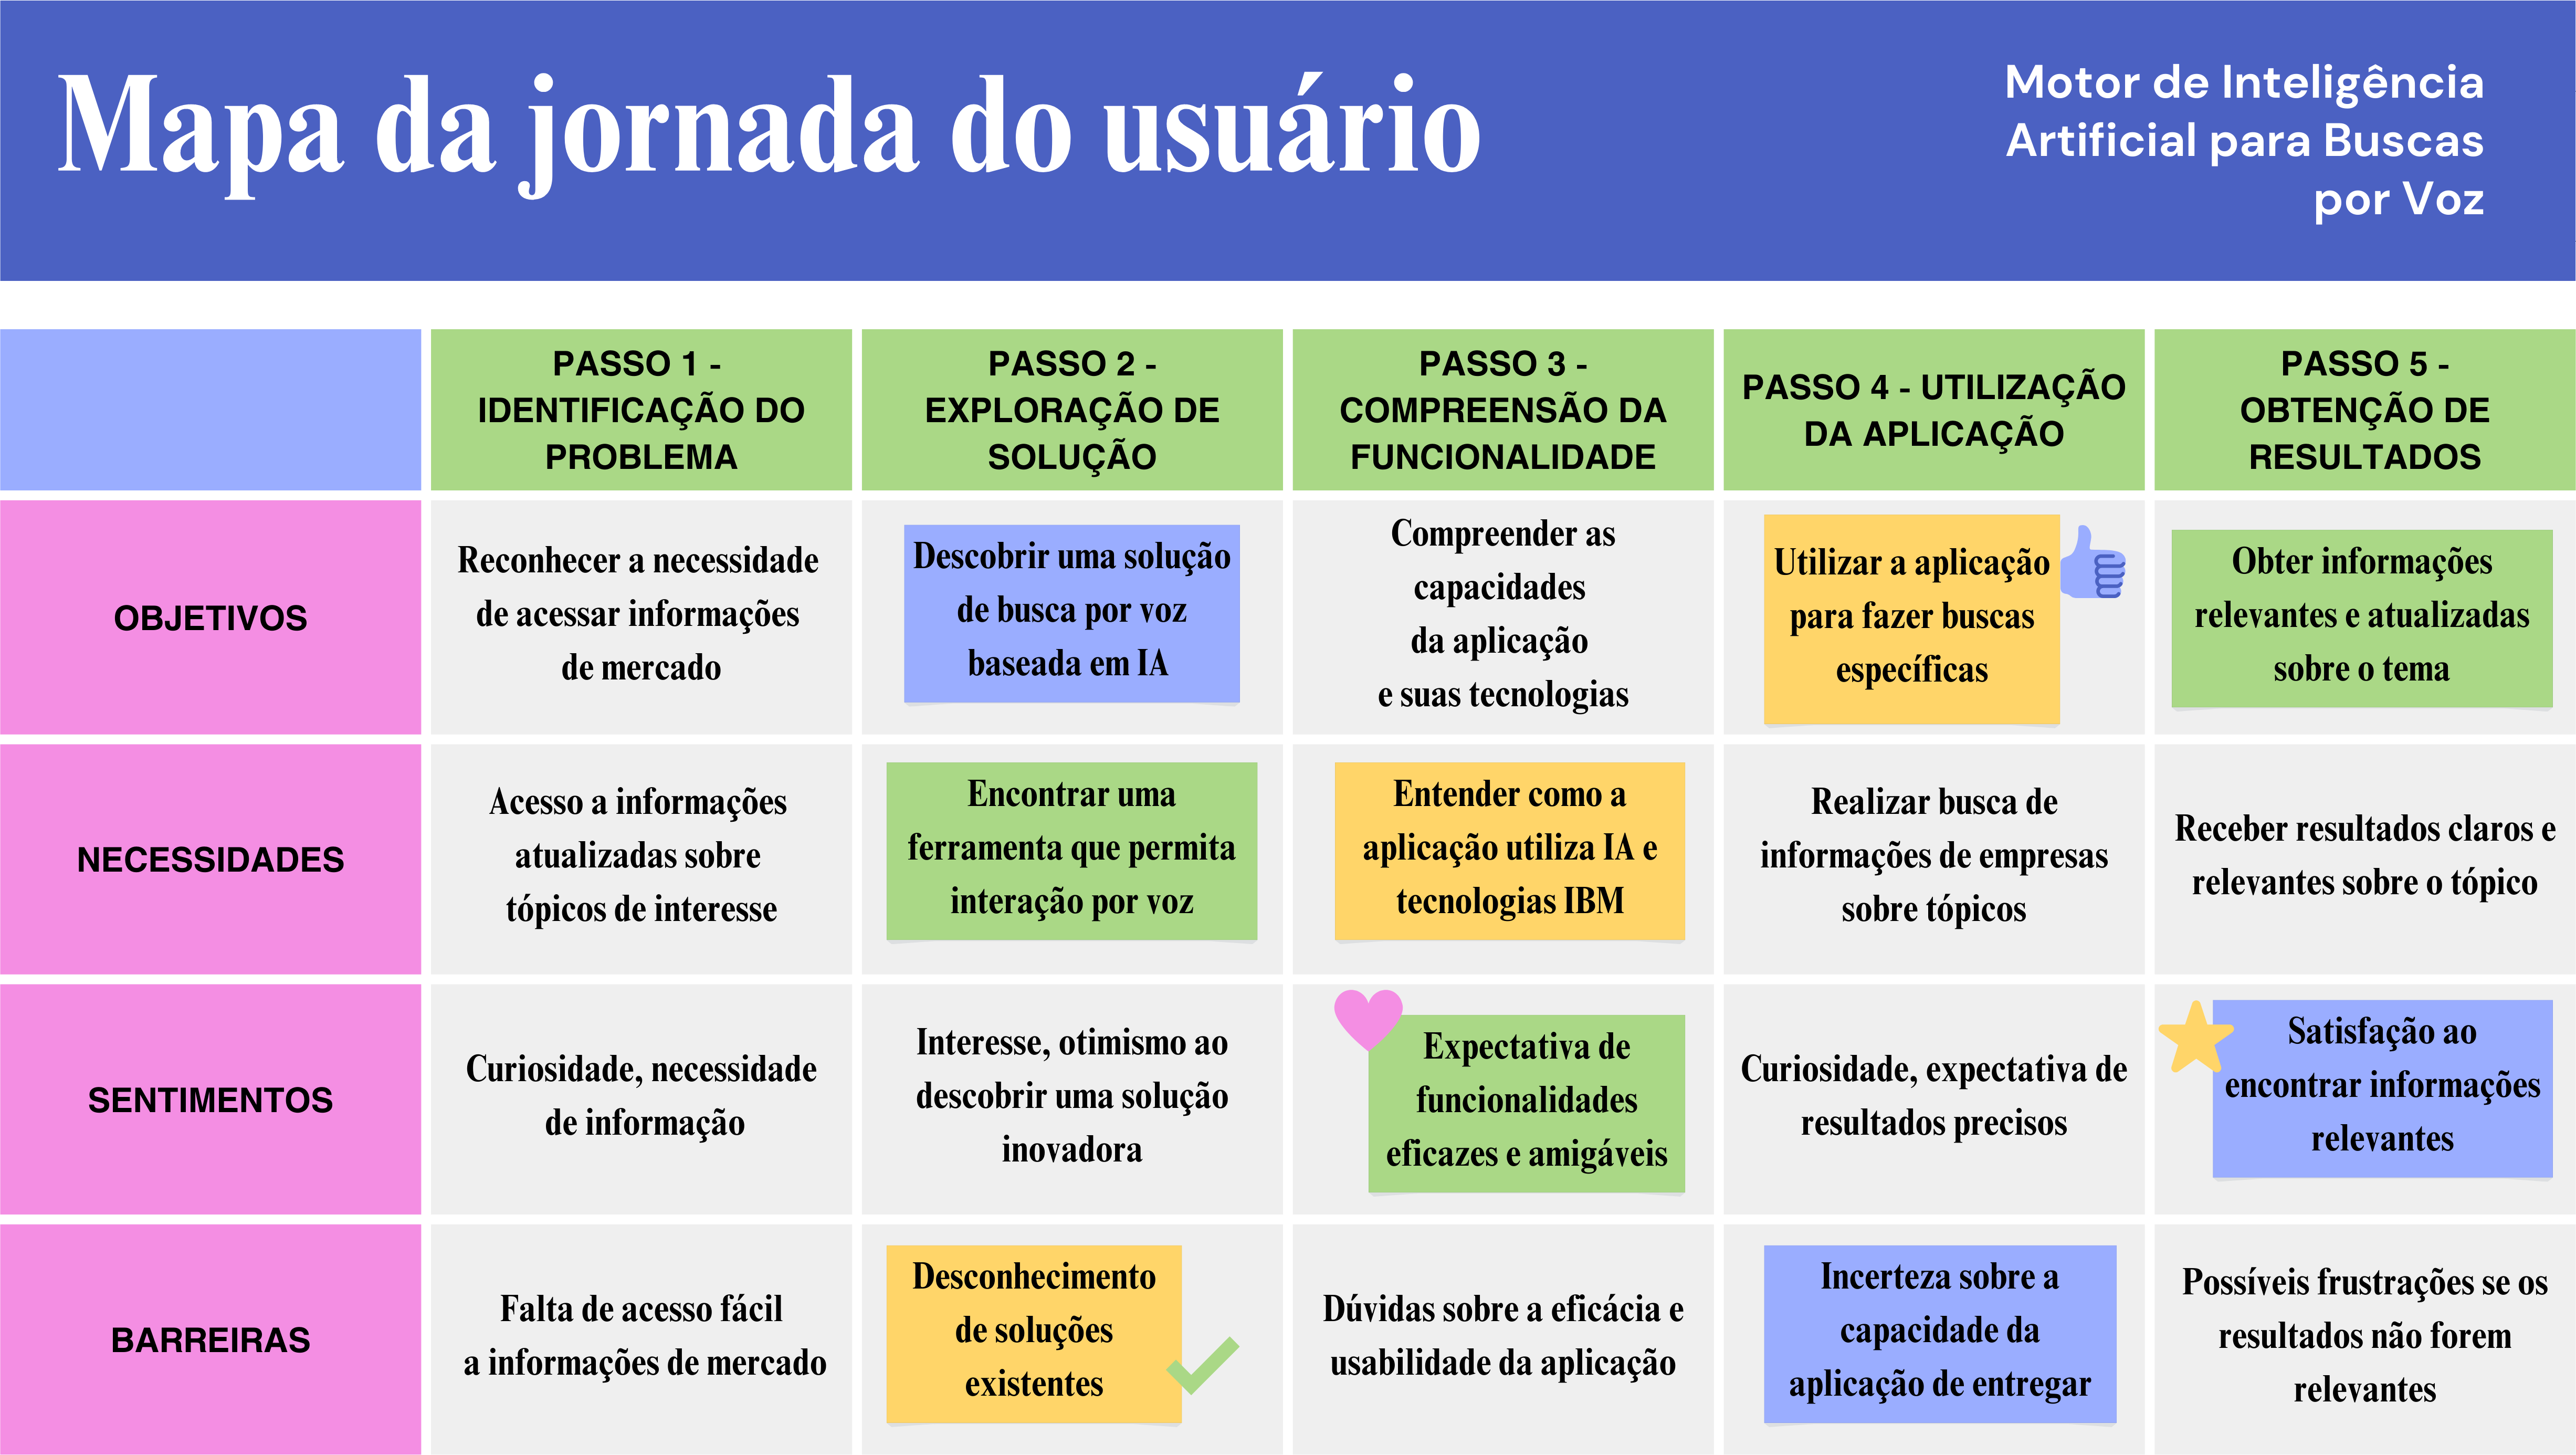 Mapa da jornada do usuário
Motor de Inteligência
Artificial para Buscas
por Voz
PASSO 1 -
IDENTIFICAÇÃO DO
PROBLEMA
PASSO 2 -
EXPLORAÇÃO DE
SOLUÇÃO
PASSO 3 -
COMPREENSÃO DA
FUNCIONALIDADE
PASSO 4 - UTILIZAÇÃO
DA APLICAÇÃO
PASSO 5 -
OBTENÇÃO DE
RESULTADOS
OBJETIVOS
Reconhecer a necessidade
de acessar informações
de mercado
Descobrir uma solução
de busca por voz
baseada em IA
Compreender as
capacidades
da aplicação
e suas tecnologias
Utilizar a aplicação
para fazer buscas
específicas
Obter informações
relevantes e atualizadas
sobre o tema
NECESSIDADES
Acesso a informações
atualizadas sobre
tópicos de interesse
Encontrar uma
ferramenta que permita
interação por voz
Entender como a
aplicação utiliza IA e
tecnologias IBM
Realizar busca de
informações de empresas
sobre tópicos
Receber resultados claros e
relevantes sobre o tópico
SENTIMENTOS
Curiosidade, necessidade
de informação
Interesse, otimismo ao
descobrir uma solução
inovadora
Expectativa de
funcionalidades
eficazes e amigáveis
Curiosidade, expectativa de
resultados precisos
Satisfação ao
encontrar informações
relevantes
BARREIRAS
Falta de acesso fácil
a informações de mercado
Desconhecimento
de soluções
existentes
Dúvidas sobre a eficácia e
usabilidade da aplicação
Incerteza sobre a
capacidade da
aplicação de entregar
Possíveis frustrações se os
resultados não forem
relevantes